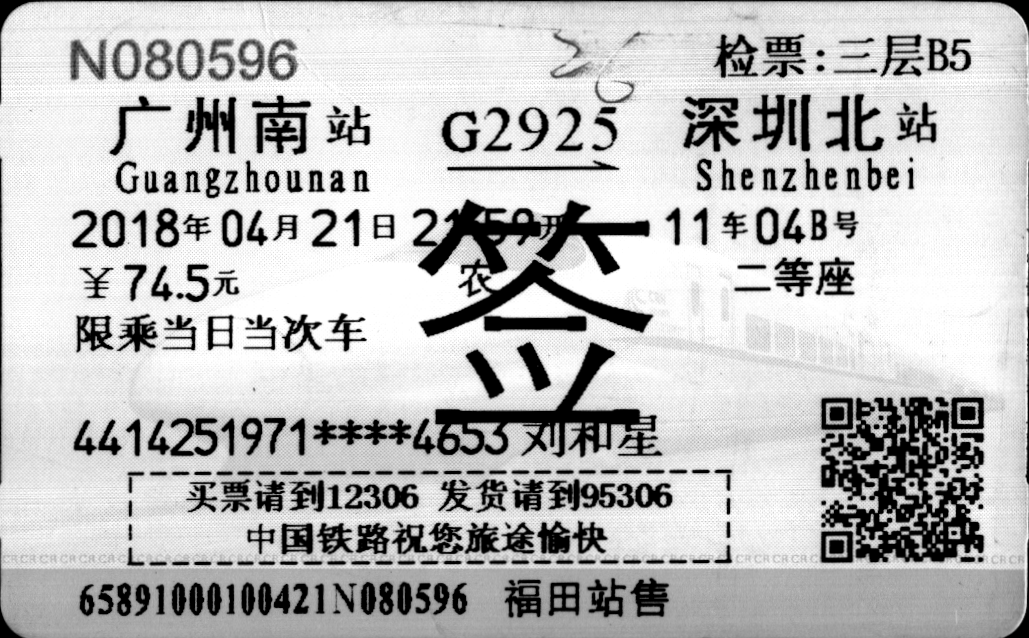 N080596 检票:三层B5
广州南站 G2925 深圳北站
Guangzhounan Shenzhenbei
2018年04月21日 21:59开 11车04B号
¥74.5元 农 二等座
签
限乘当日当次车
4414251971****4653 刘和星
买票请到12306 发货请到95306
中国铁路祝您旅途愉快
65891000100421N080596 福田站售